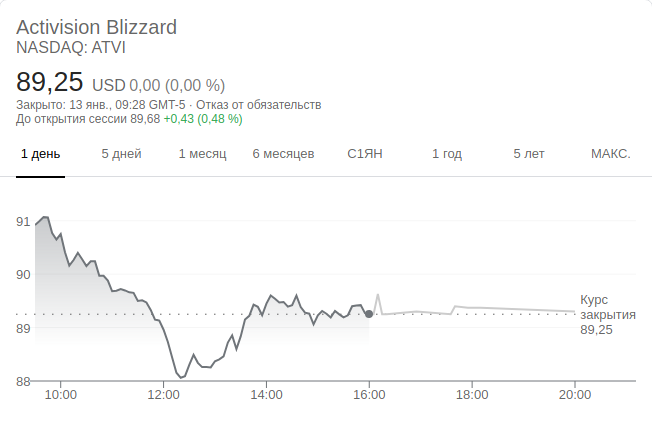 Activision Blizzard
NASDAQ: ATVI
89,25 USD 0,00 (0,00 %)
Закрыто: 13 янв., 09:28 GMT-5 · Отказ от обязательств
До открытия сессии 89,68 +0,43 (0,48 %)
1 день 5 дней 1 месяц 6 месяцев С1ЯН 1 год 5 лет МАКС.
91
90
89
88
Курс
закрытия
89,25
10:00 12:00 14:00 16:00 18:00 20:00